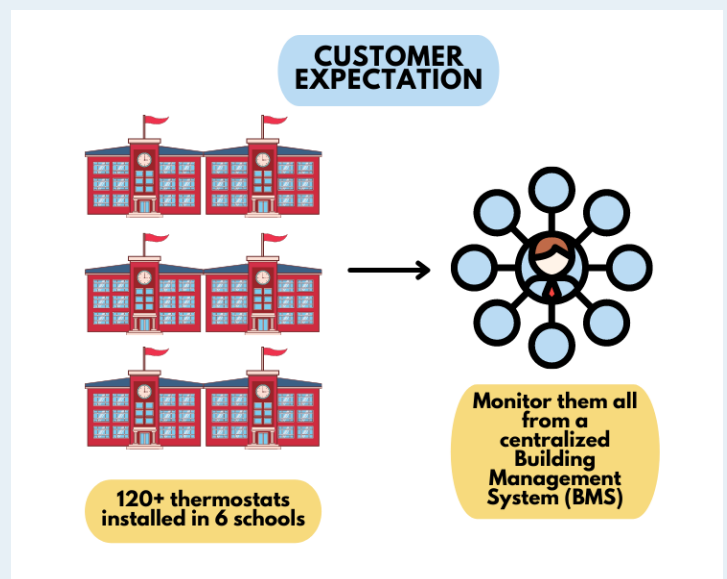 CUSTOMER
EXPECTATION
120+ thermostats
installed in 6 schools
Monitor them all
from a
centralized
Building
Management
System (BMS)